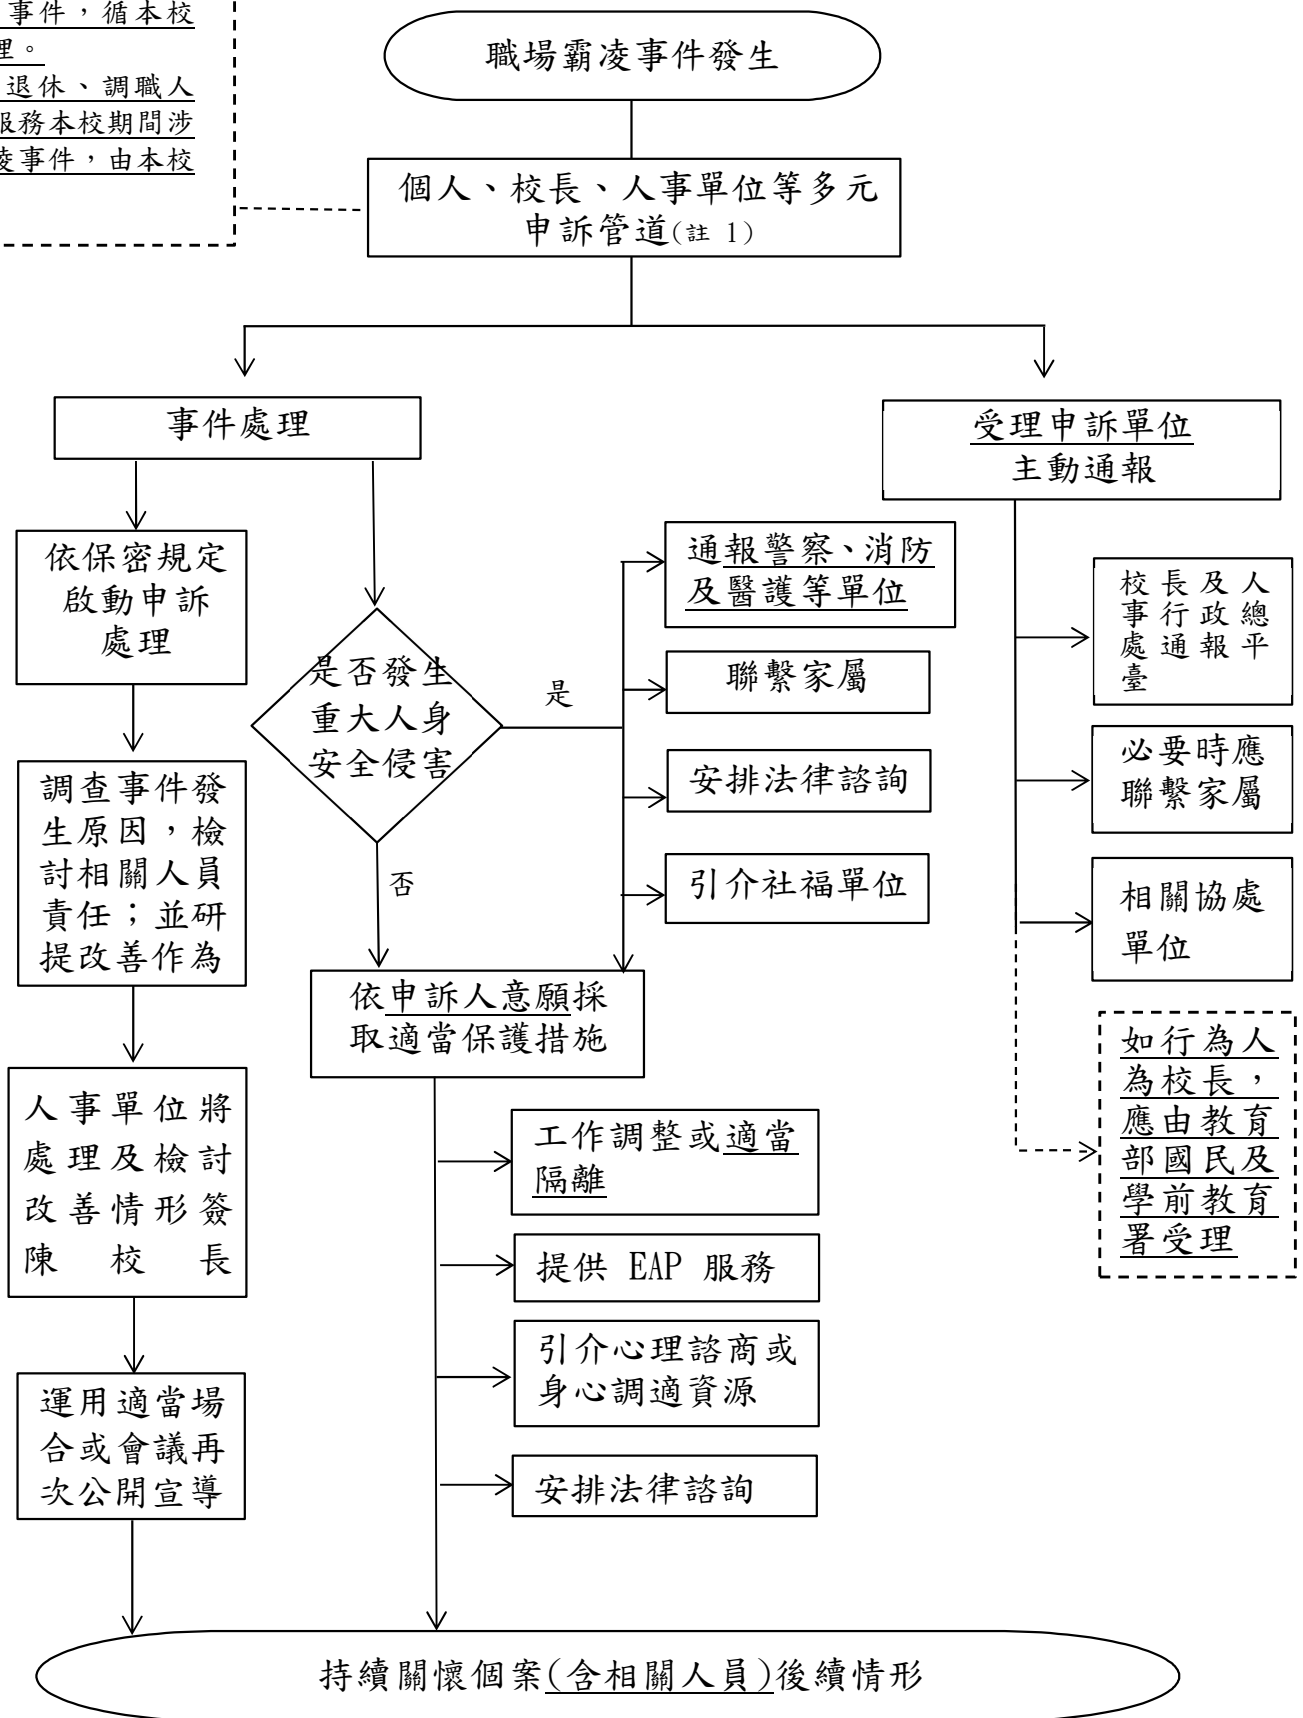 事件，循本校
理。
退休、調職人
服務本校期間涉
凌事件，由本校
職場霸凌事件發生
個人、校長、人事單位等多元
申訴管道(註 1)
事件處理
受理申訴單位
主動通報
依保密規定
啟動申訴
處理
是否發生
重大人身
安全侵害
是
否
通報警察、消防
及醫護等單位
聯繫家屬
安排法律諮詢
引介社福單位
校長及人
事行政總
處通報平
臺
必要時應
聯繫家屬
相關協處
單位
如行為人
為校長，
應由教育
部國民及
學前教育
署受理
調查事件發
生原因，檢
討相關人員
責任；並研
提改善作為
依申訴人意願採
取適當保護措施
人事單位將
處理及檢討
改善情形簽
陳校長
工作調整或適當
隔離
提供 EAP 服務
引介心理諮商或
身心調適資源
安排法律諮詢
運用適當場
合或會議再
次公開宣導
持續關懷個案(含相關人員)後續情形